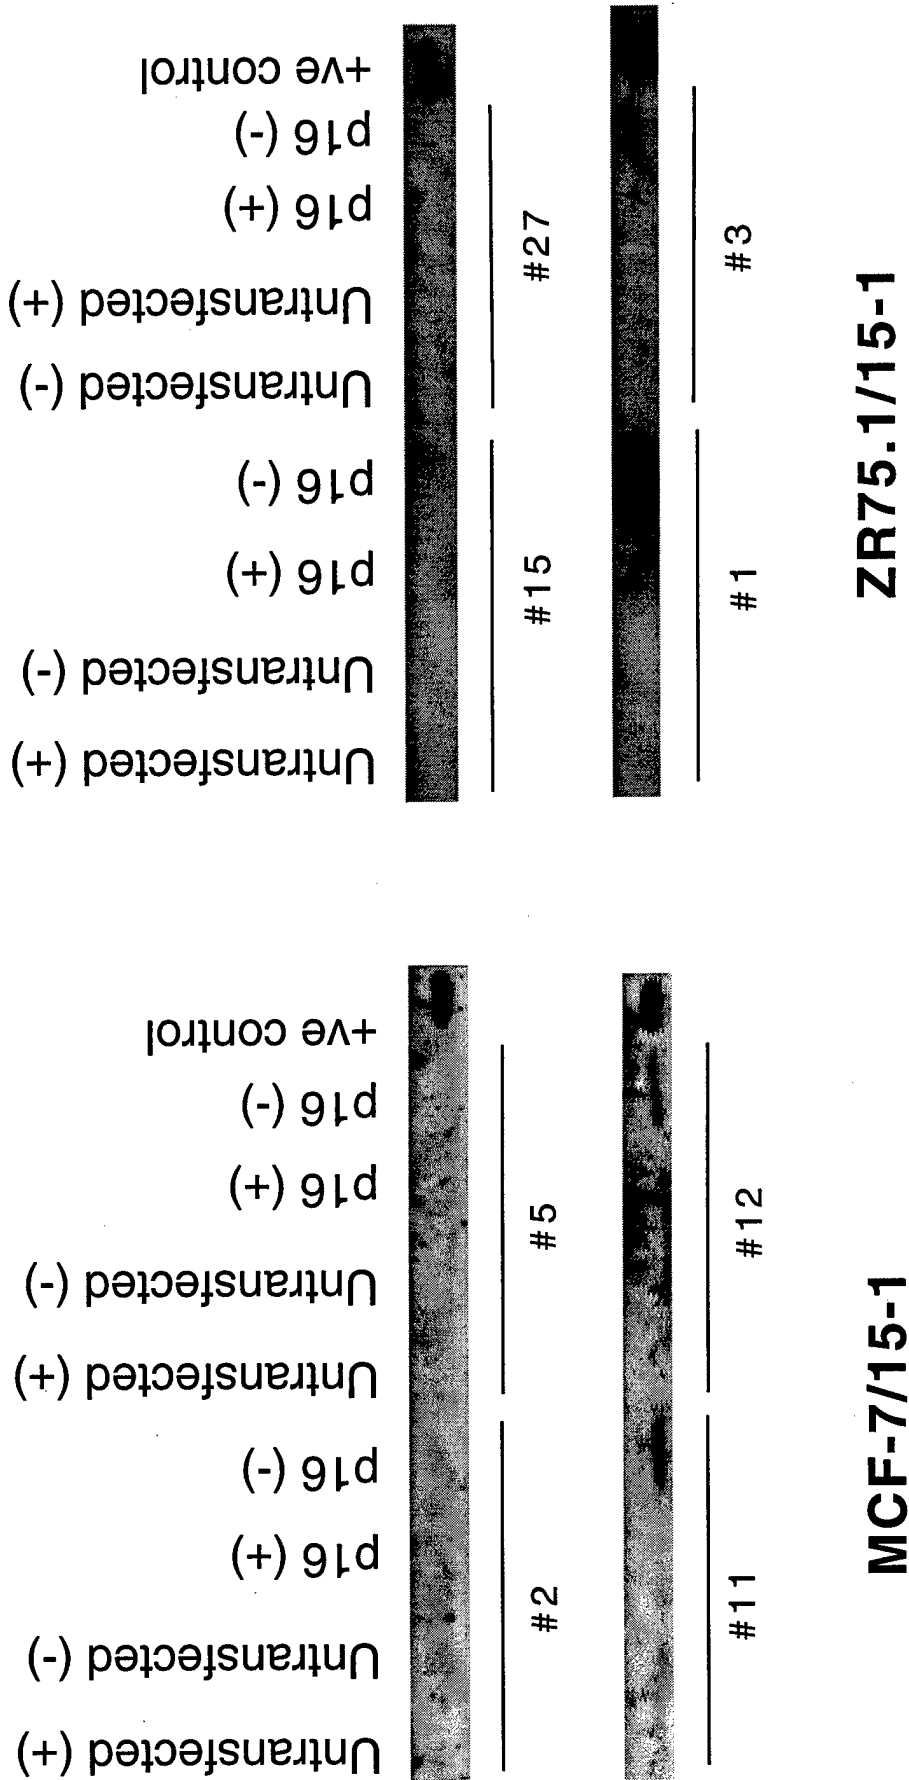 +ve control
p16 (-)
p16 (+)
Untransfected (+)
Untransfected (-)
p16 (-)
p16 (+)
Untransfected (-)
Untransfected (+)
#27
#15
#3
#1
ZR75.1/15-1
+ve control
p16 (-)
p16 (+)
Untransfected (-)
Untransfected (+)
p16 (-)
p16 (+)
Untransfected (-)
Untransfected (+)
#5
#2
#12
#11
MCF-7/15-1